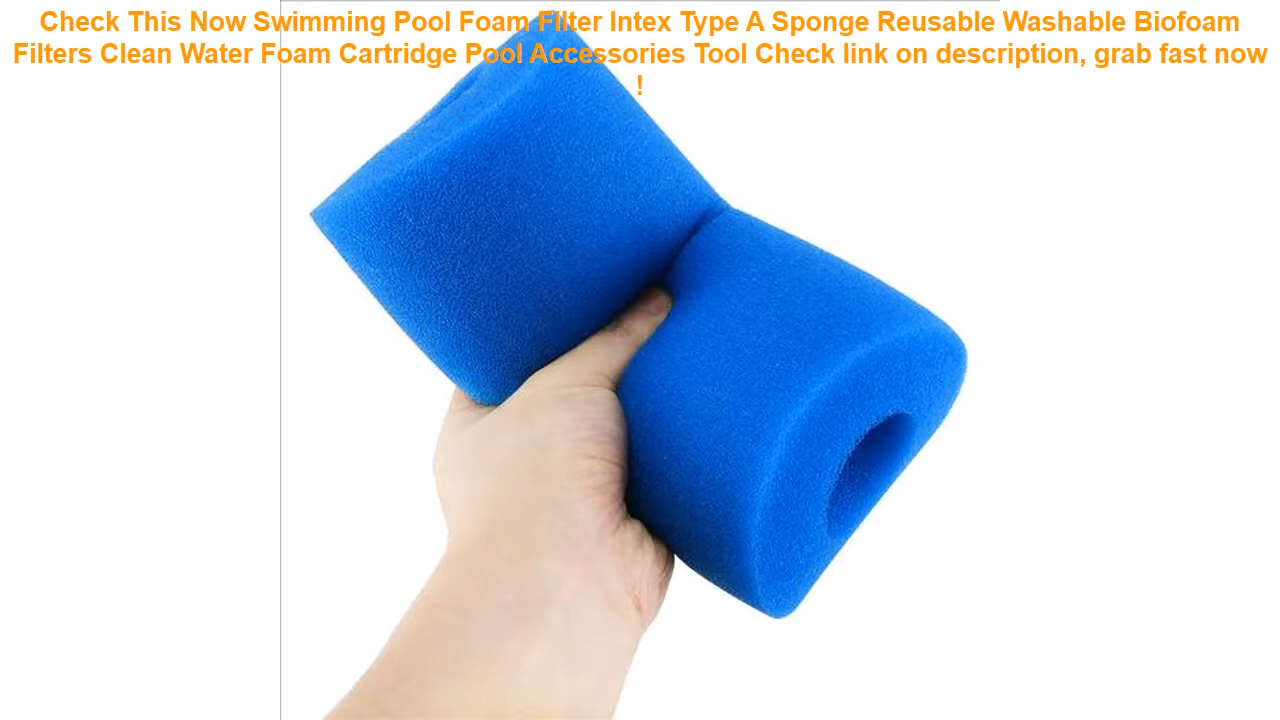 Check This Now Swimming Pool Foam Filter Intex Type A Sponge Reusable Washable Biofoam
Filters Clean Water Foam Cartridge Pool Accessories Tool Check link on description, grab fast now
!